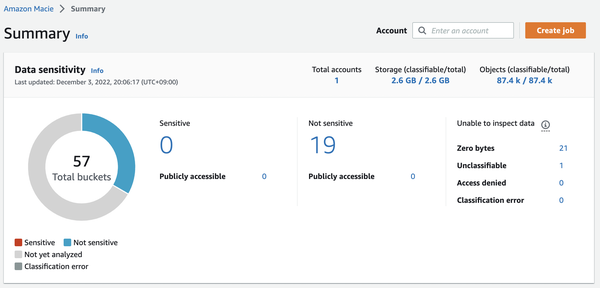 Amazon Macie > Summary
Summary Info
Account Enter an account Create job
Data sensitivity Info
Last updated: December 3, 2022, 20:06:17 (UTC+09:00)
Total accounts
1
Storage (classifiable/total)
2.6 GB / 2.6 GB
Objects (classifiable/total)
87.4 k / 87.4 k
57
Total buckets
Sensitive
Not sensitive
Not yet analyzed
Classification error
Sensitive
0
Publicly accessible 0
Not sensitive
19
Publicly accessible 0
Unable to inspect data
Zero bytes 21
Unclassifiable 1
Access denied 0
Classification error 0